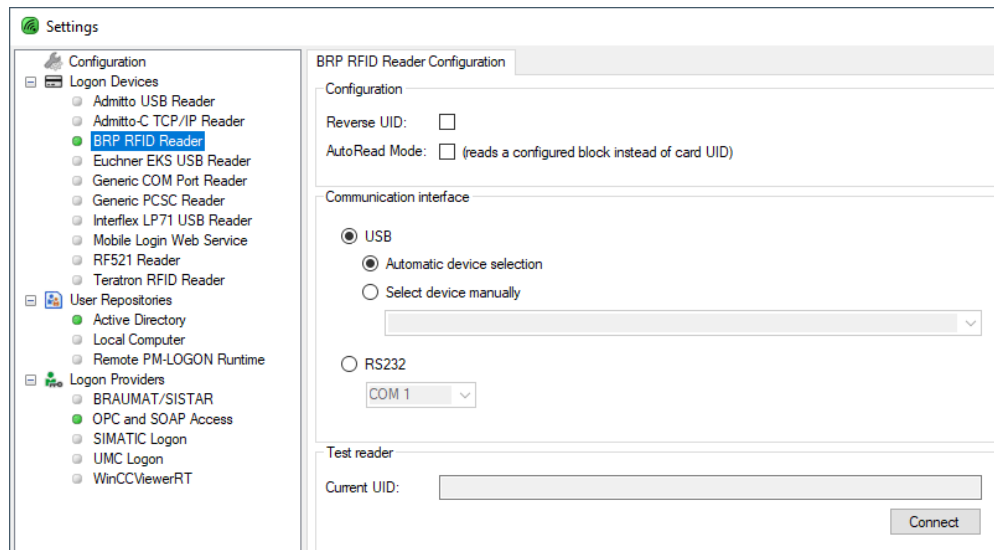 Settings
Configuration
Logon Devices
Admitto USB Reader
Admitto-C TCP/IP Reader
BRP RFID Reader
Euchner EKS USB Reader
Generic COM Port Reader
Generic PCSC Reader
Interflex LP71 USB Reader
Mobile Login Web Service
RF521 Reader
Teratron RFID Reader
User Repositories
Active Directory
Local Computer
Remote PM-LOGON Runtime
Logon Providers
BRAUMAT/SISTAR
OPC and SOAP Access
SIMATIC Logon
UMC Logon
WinCCViewerRT
BRP RFID Reader Configuration
Configuration
Reverse UID:
AutoRead Mode: (reads a configured block instead of card UID)
Communication interface
USB
Automatic device selection
Select device manually
RS232
COM 1
Test reader
Current UID:
Connect